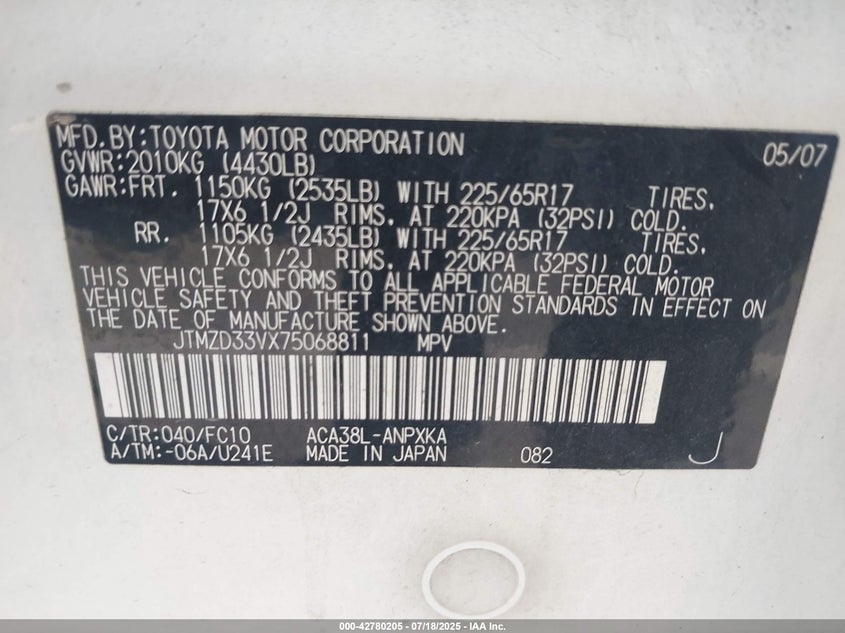 MFD.BY:TOYOTA MOTOR CORPORATION 05/07
GVWR:2010KG (4430LB)
GAWR:FRT. 1150KG (2535LB) WITH 225/65R17 TIRES,
17X6 1/2J RIMS, AT 220KPA (32PSI) COLD.
RR. 1105KG (2435LB) WITH 225/65R17 TIRES,
17X6 1/2J RIMS, AT 220KPA (32PSI) COLD.
THIS VEHICLE CONFORMS TO ALL APPLICABLE FEDERAL MOTOR
VEHICLE SAFETY AND THEFT PREVENTION STANDARDS IN EFFECT ON
THE DATE OF MANUFACTURE SHOWN ABOVE.
JTMZD33VX75068811 MPV
C/TR:040/FC10 ACA38L-ANPXKA
A/TM:-06A/U241E MADE IN JAPAN 082 J
000-42780205 - 07/18/2025 - IAA Inc.